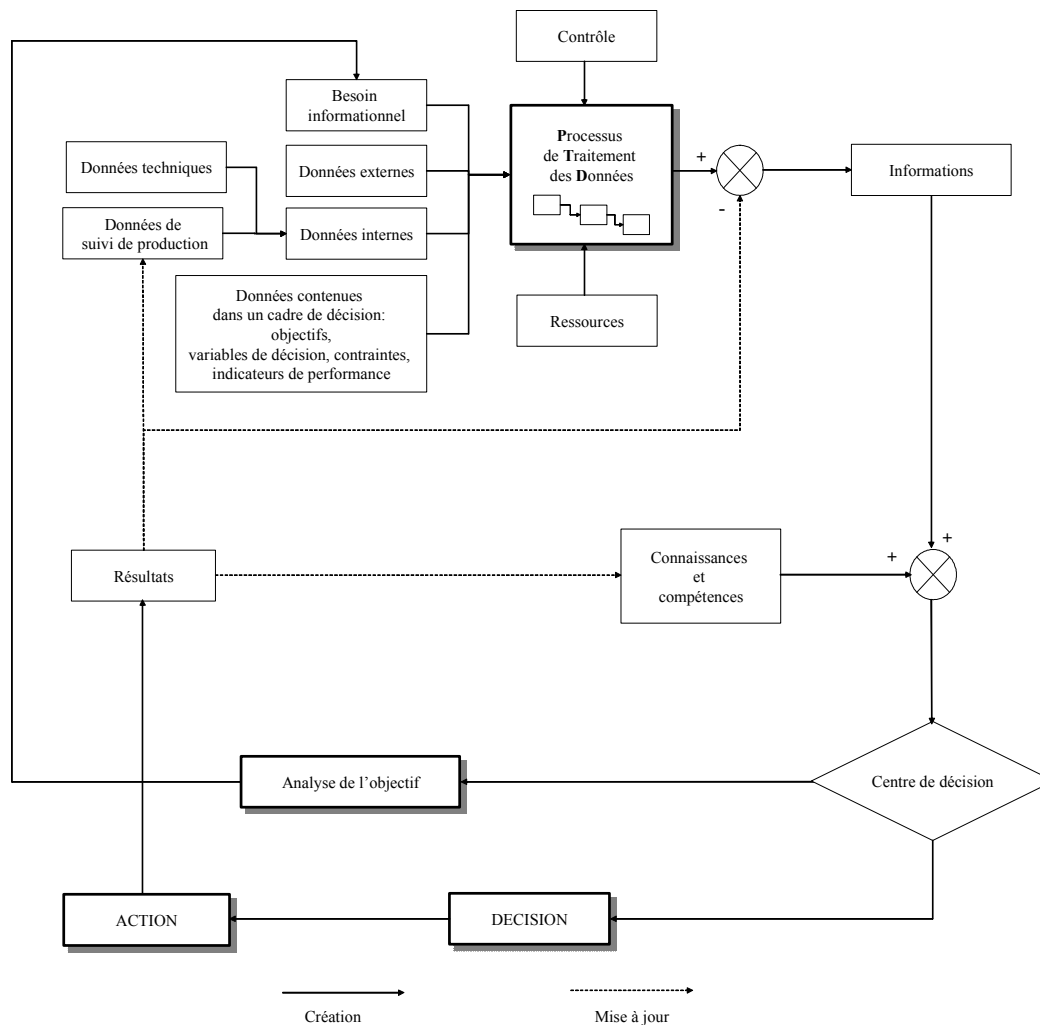 Contrôle
Besoin
informationnel
Processus
de Traitement
des Données
Données techniques
Données externes
+
-
Informations
Données de
suivi de production
Données internes
Données contenues
dans un cadre de décision:
objectifs,
variables de décision, contraintes,
indicateurs de performance
Ressources
Résultats
Connaissances
et
compétences
+
+
Analyse de l’objectif
Centre de décision
ACTION
DECISION
Création
Mise à jour